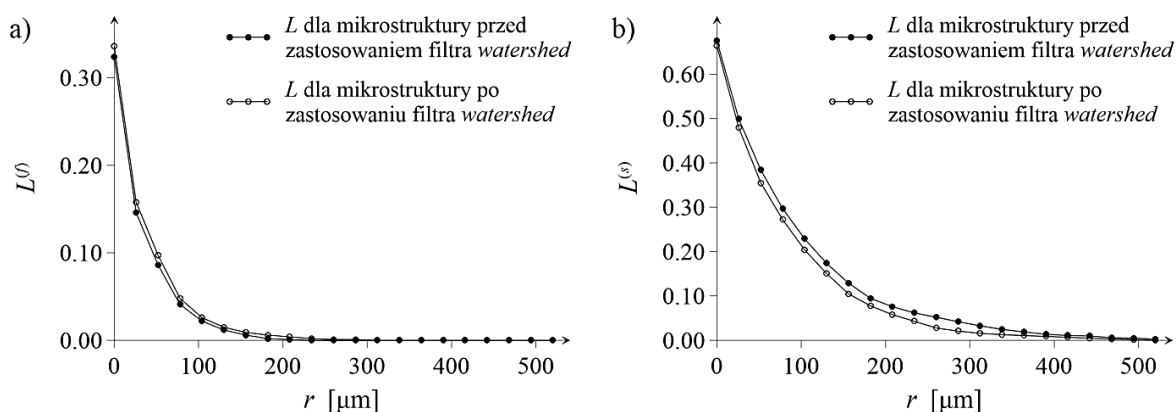 a)
L dla mikrostruktury przed
zastosowaniem filtra watershed
L dla mikrostruktury po
zastosowaniu filtra watershed
0.30
0.20
0.10
0.00
L(f)
0 100 200 300 400 500
r [μm]
b)
L dla mikrostruktury przed
zastosowaniem filtra watershed
L dla mikrostruktury po
zastosowaniu filtra watershed
0.60
0.50
0.40
0.30
0.20
0.10
0.00
L(s)
0 100 200 300 400 500
r [μm]